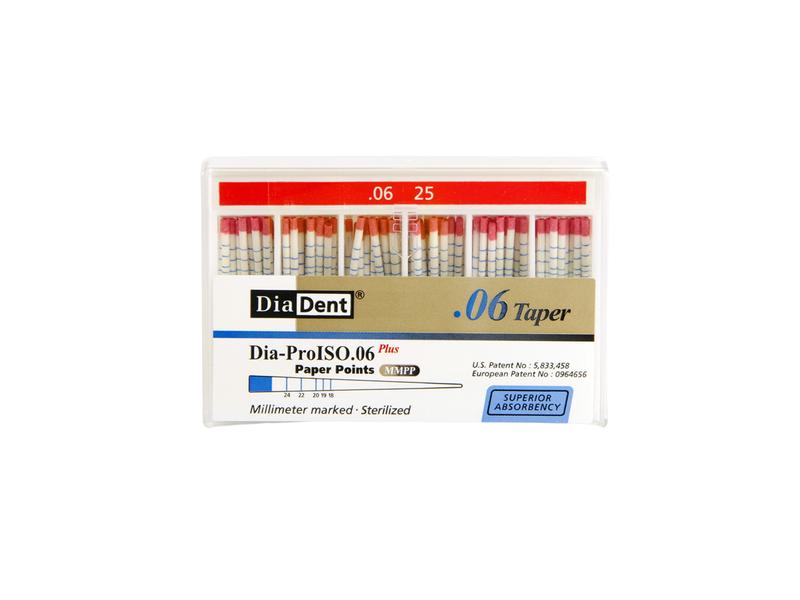 .06 25
DiaDent®
.06 Taper
Dia-ProISO.06 Plus
Paper Points MMPP
24 22 20 19 18
Millimeter marked · Sterilized
U.S. Patent No : 5,833,458
European Patent No : 0964656
SUPERIOR
ABSORBENCY